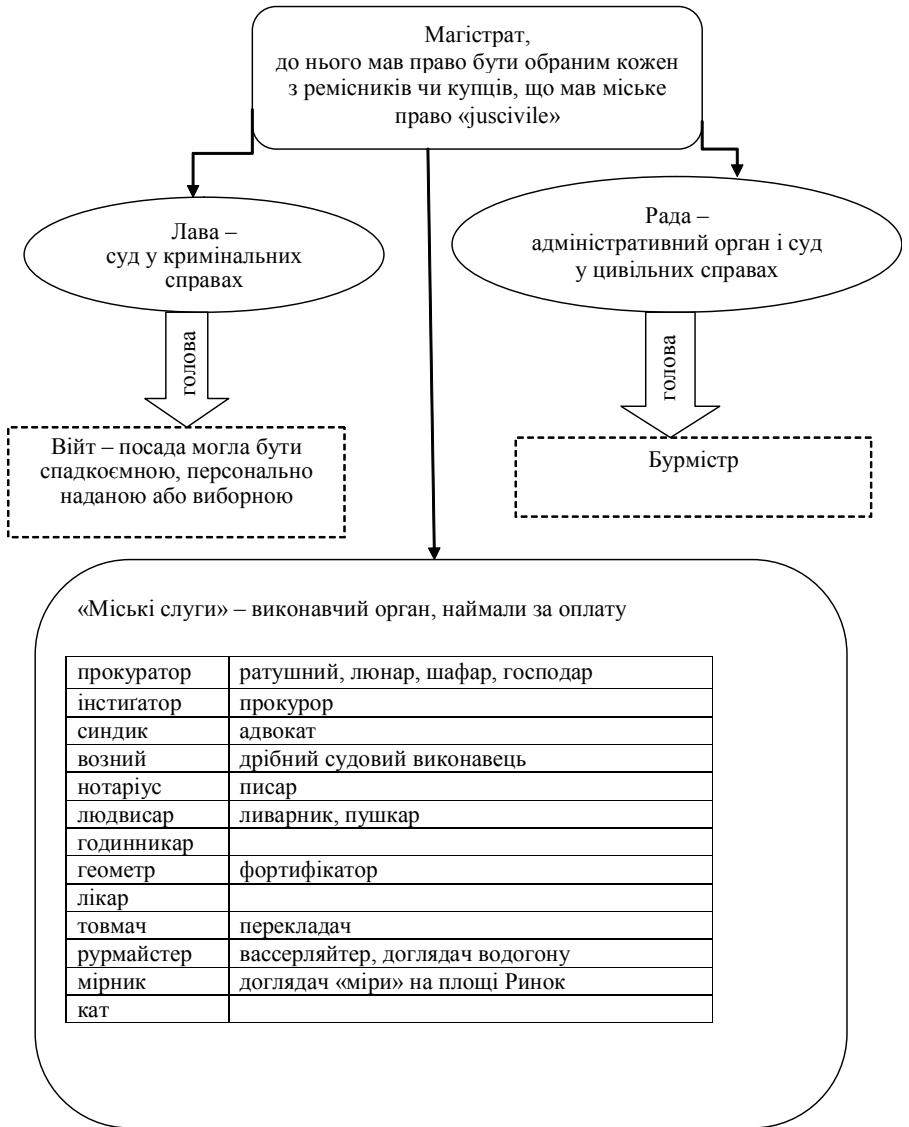 Магістрат,
до нього мав право бути обраним кожен
з ремісників чи купців, що мав міське
право «juscivile»
Лава –
суд у кримінальних
справах
Рада –
адміністративний орган і суд
у цивільних справах
голова
голова
Війт – посада могла бути
спадкоємною, персонально
наданою або виборною
Бурмістр
«Міські слуги» – виконавчий орган, наймали за оплату
прокуратор ратушний, люнар, шафар, господар
інстиґатор прокурор
синдик адвокат
возний дрібний судовий виконавець
нотаріус писар
людвисар ливарник, пушкар
годинникар
геометр фортифікатор
лікар
товмач перекладач
рурмайстер вассерляйтер, доглядач водогону
мірник доглядач «міри» на площі Ринок
кат